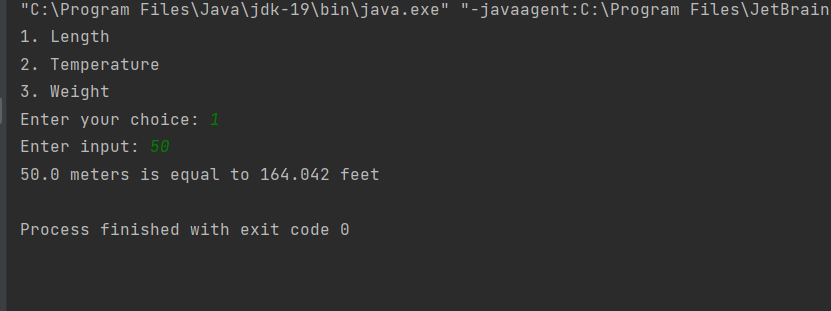 "C:\Program Files\Java\jdk-19\bin\java.exe" "-javaagent:C:\Program Files\JetBrain
1. Length
2. Temperature
3. Weight
Enter your choice: 1
Enter input: 50
50.0 meters is equal to 164.042 feet
Process finished with exit code 0